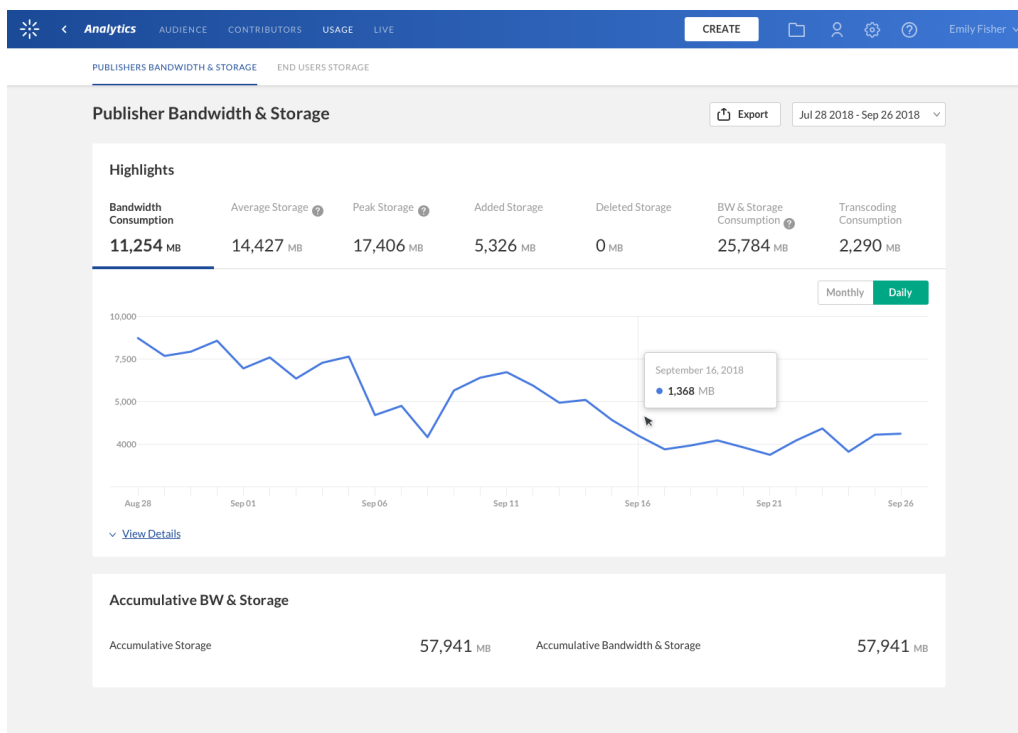 Analytics AUDIENCE CONTRIBUTORS USAGE LIVE CREATE Emily Fisher
PUBLISHERS BANDWIDTH & STORAGE END USERS STORAGE
Publisher Bandwidth & Storage Export Jul 28 2018 - Sep 26 2018
Highlights
Bandwidth Consumption
11,254 MB
Average Storage ?
14,427 MB
Peak Storage ?
17,406 MB
Added Storage
5,326 MB
Deleted Storage
0 MB
BW & Storage Consumption ?
25,784 MB
Transcoding Consumption
2,290 MB
Monthly Daily
10,000
7,500
5,000
4000
September 16, 2018
1,368 MB
Aug 28 Sep 01 Sep 06 Sep 11 Sep 16 Sep 21 Sep 26
View Details
Accumulative BW & Storage
Accumulative Storage 57,941 MB Accumulative Bandwidth & Storage 57,941 MB